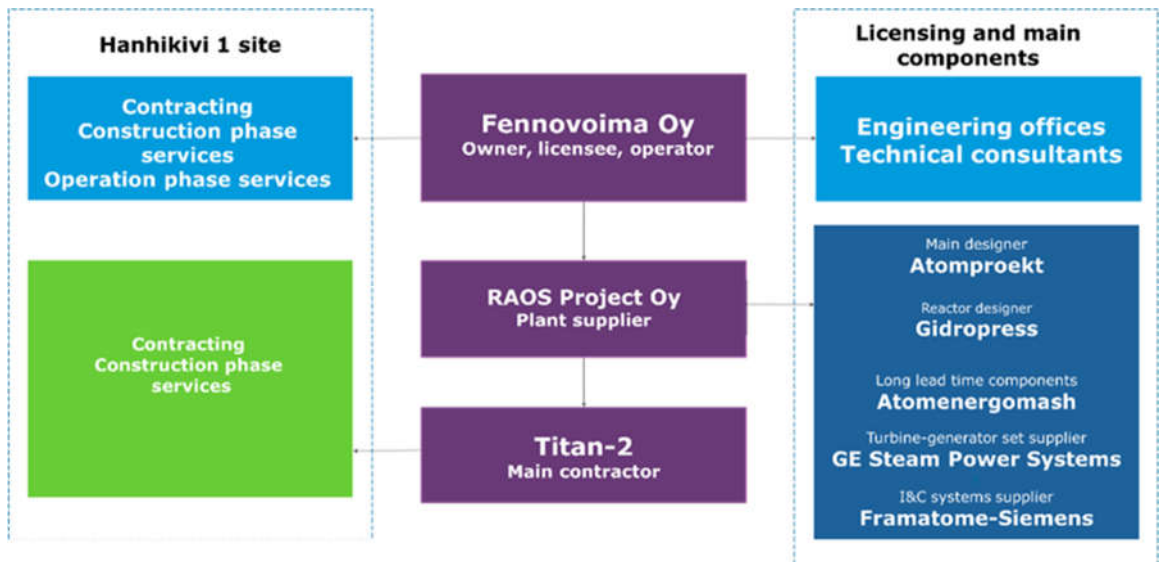 Hanhikivi 1 site
Contracting
Construction phase
services
Operation phase services
Contracting
Construction phase
services
Fennovoima Oy
Owner, licensee, operator
RAOS Project Oy
Plant supplier
Titan-2
Main contractor
Licensing and main
components
Engineering offices
Technical consultants
Main designer
Atomproekt
Reactor designer
Gidropress
Long lead time components
Atomenergomash
Turbine-generator set supplier
GE Steam Power Systems
I&C systems supplier
Framatome-Siemens